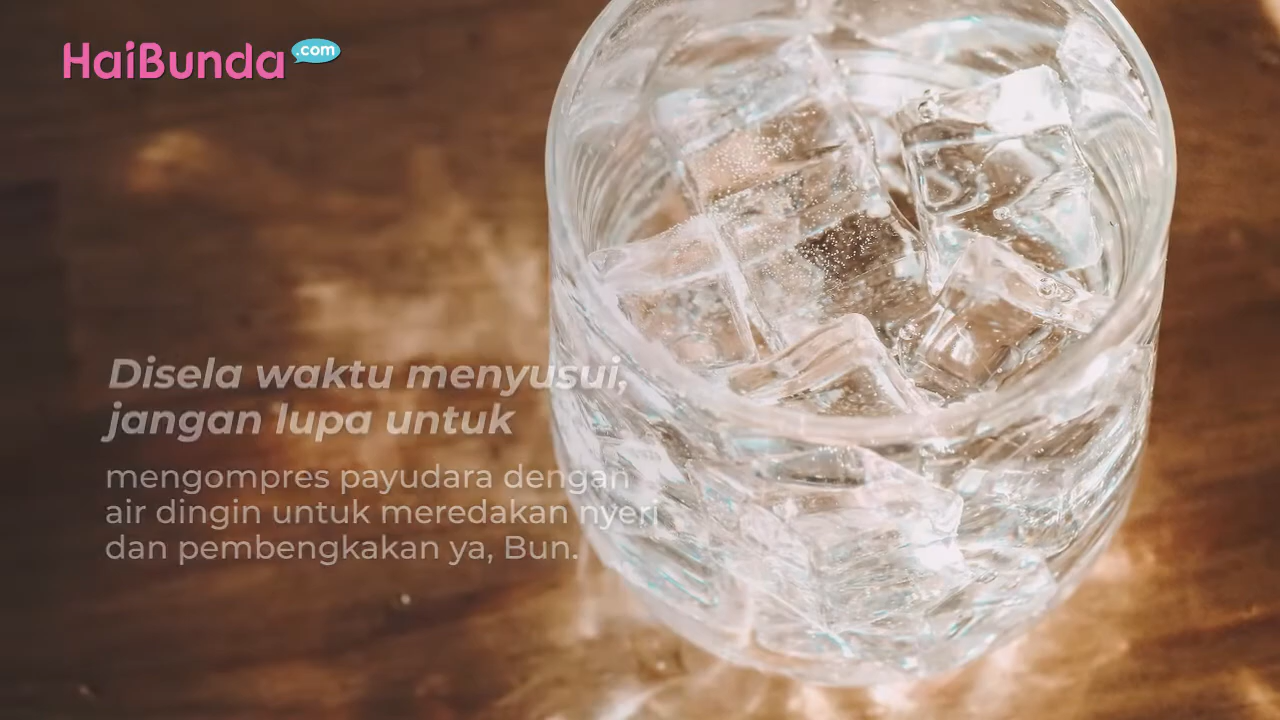 HaiBunda .com
Disela waktu menyusui,
jangan lupa untuk
mengompres payudara dengan
air dingin untuk meredakan nyeri
dan pembengkakan ya, Bun.